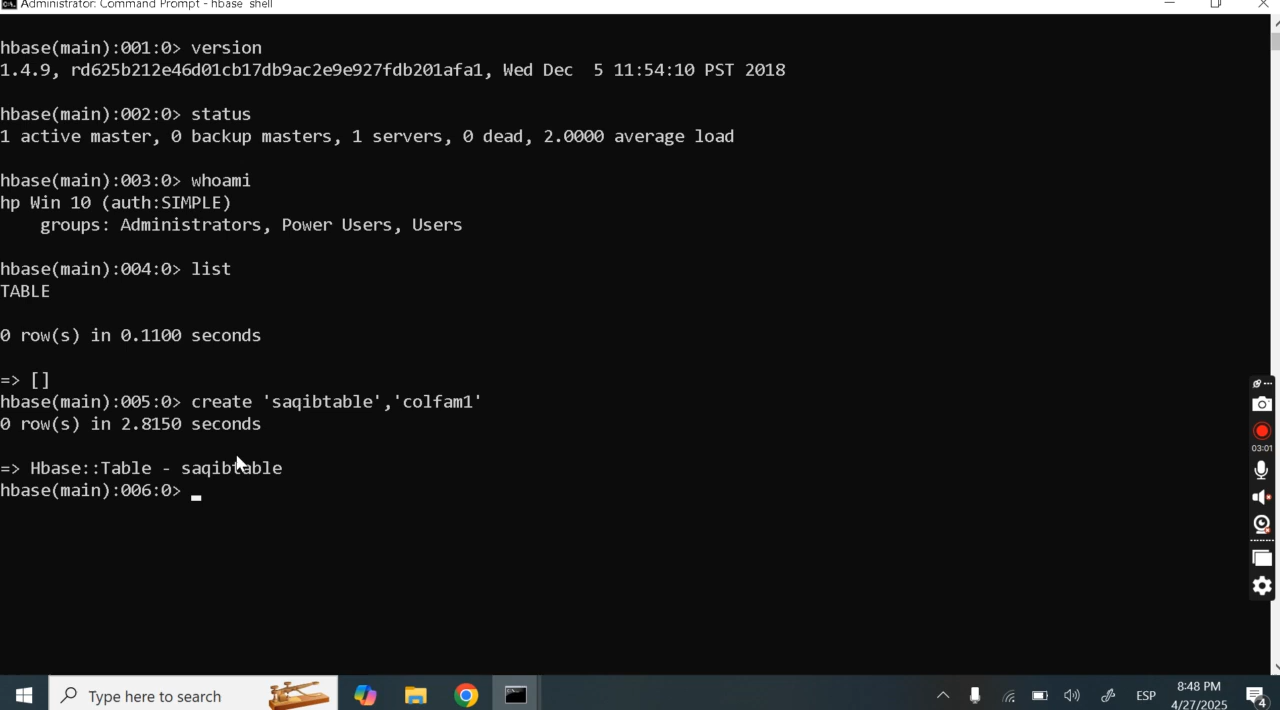 Administrator: Command Prompt - hbase shell
hbase(main):001:0> version
1.4.9, rd625b212e46d01cb17db9ac2e9e927fdb201afa1, Wed Dec  5 11:54:10 PST 2018
hbase(main):002:0> status
1 active master, 0 backup masters, 1 servers, 0 dead, 2.0000 average load
hbase(main):003:0> whoami
hp Win 10 (auth:SIMPLE)
    groups: Administrators, Power Users, Users
hbase(main):004:0> list
TABLE
0 row(s) in 0.1100 seconds
=> []
hbase(main):005:0> create 'saqibtable','colfam1'
0 row(s) in 2.8150 seconds
=> Hbase::Table - saqibtable
hbase(main):006:0>
03:01
Type here to search
ESP
8:48 PM
4/27/2025
4